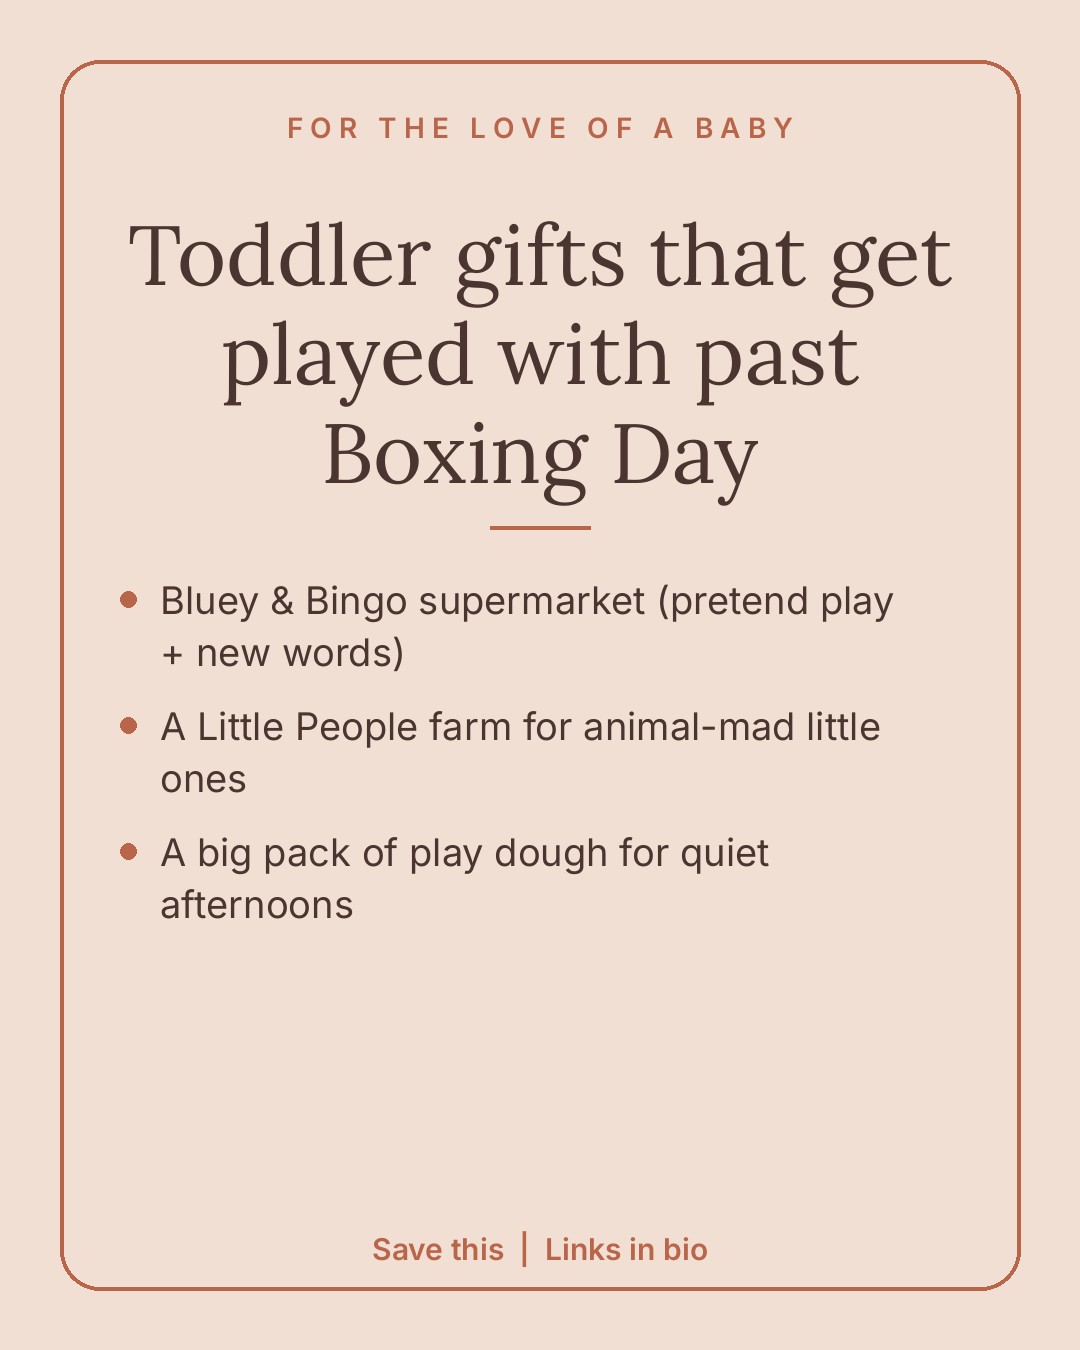 FOR THE LOVE OF A BABY
Toddler gifts that get
played with past
Boxing Day
• Bluey & Bingo supermarket (pretend play
+ new words)
• A Little People farm for animal-mad little
ones
• A big pack of play dough for quiet
afternoons
Save this | Links in bio